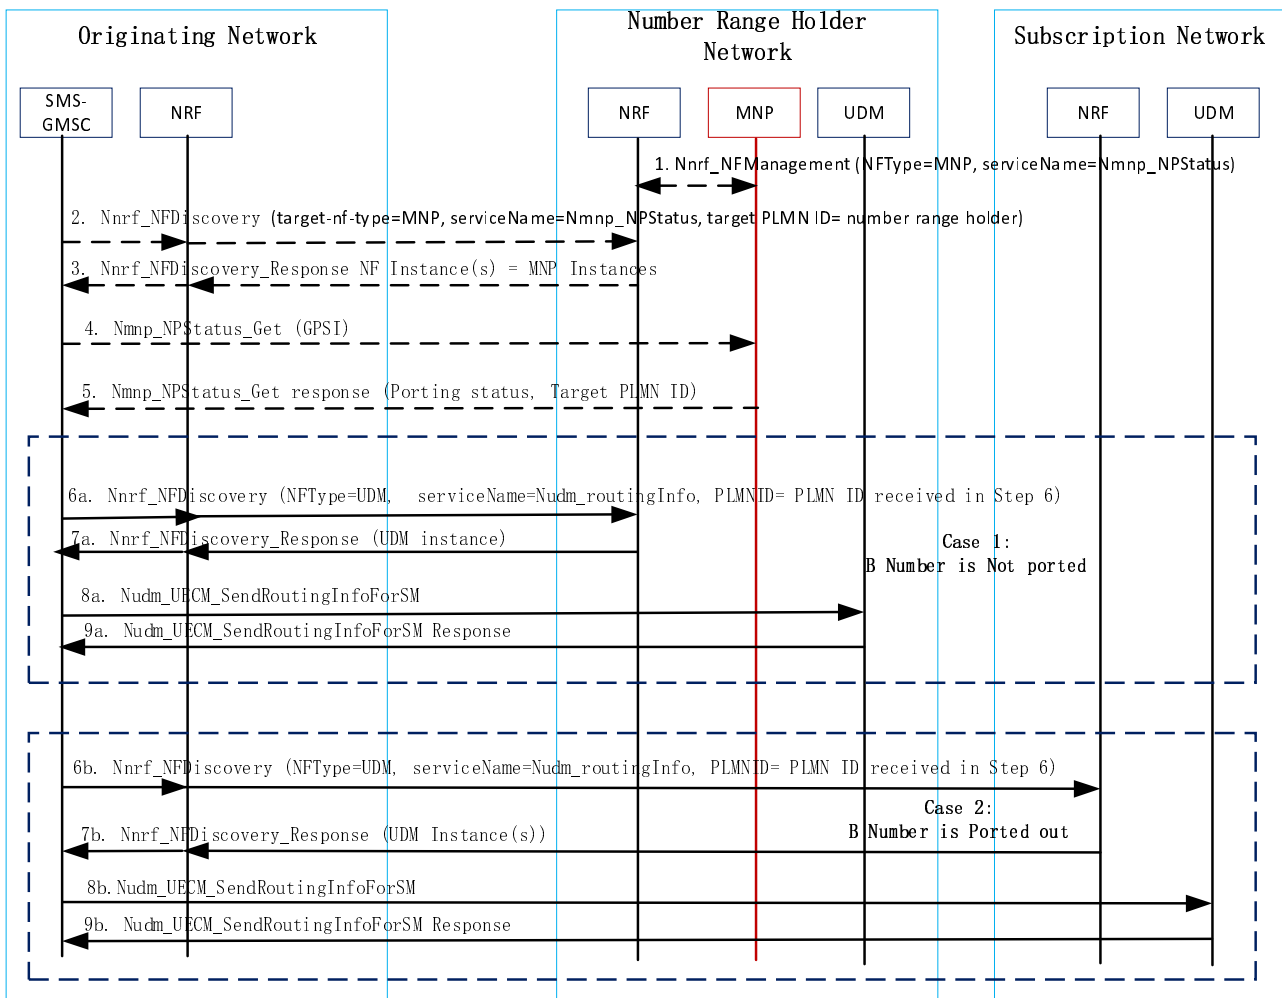 Originating Network
Number Range Holder
Network
Subscription Network
SMS-
GMSC
NRF
NRF
MNP
UDM
NRF
UDM
1. Nnrf_NFManagement (NFType=MNP, serviceName=Nmnp_NPStatus)
2. Nnrf_NFDiscovery (target-nf-type=MNP, serviceName=Nmnp_NPStatus, target PLMN ID= number range holder)
3. Nnrf_NFDiscovery_Response NF Instance(s) = MNP Instances
4. Nmnp_NPStatus_Get (GPSI)
5. Nmnp_NPStatus_Get response (Porting status, Target PLMN ID)
6a. Nnrf_NFDiscovery (NFType=UDM, serviceName=Nudm_routingInfo, PLMNID= PLMN ID received in Step 6)
7a. Nnrf_NFDiscovery_Response (UDM instance)
Case 1:
B Number is Not ported
8a. Nudm_UECM_SendRoutingInfoForSM
9a. Nudm_UECM_SendRoutingInfoForSM Response
6b. Nnrf_NFDiscovery (NFType=UDM, serviceName=Nudm_routingInfo, PLMNID= PLMN ID received in Step 6)
Case 2:
B Number is Ported out
7b. Nnrf_NFDiscovery_Response (UDM Instance(s))
8b. Nudm_UECM_SendRoutingInfoForSM
9b. Nudm_UECM_SendRoutingInfoForSM Response